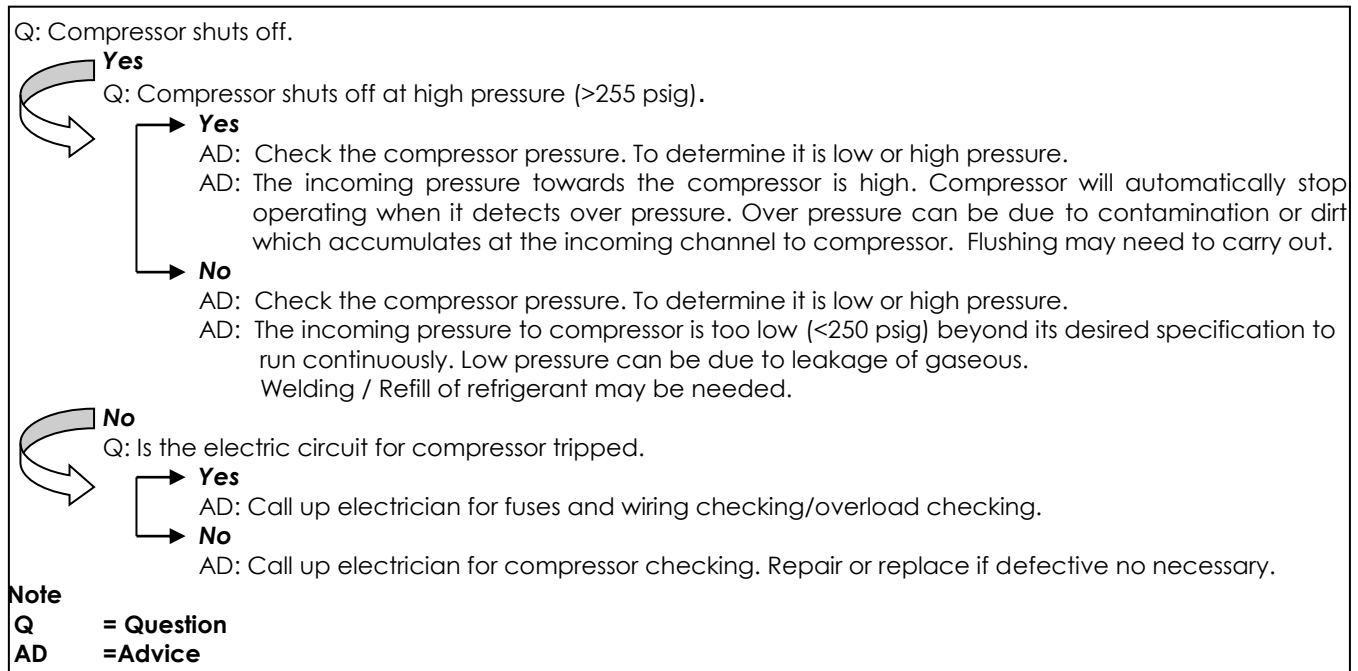 Q: Compressor shuts off.
Yes
Q: Compressor shuts off at high pressure (>255 psig).
Yes
AD: Check the compressor pressure. To determine it is low or high pressure.
AD: The incoming pressure towards the compressor is high. Compressor will automatically stop
operating when it detects over pressure. Over pressure can be due to contamination or dirt
which accumulates at the incoming channel to compressor. Flushing may need to carry out.
No
AD: Check the compressor pressure. To determine it is low or high pressure.
AD: The incoming pressure to compressor is too low (<250 psig) beyond its desired specification to
run continuously. Low pressure can be due to leakage of gaseous.
Welding / Refill of refrigerant may be needed.
No
Q: Is the electric circuit for compressor tripped.
Yes
AD: Call up electrician for fuses and wiring checking/overload checking.
No
AD: Call up electrician for compressor checking. Repair or replace if defective no necessary.
Note
Q = Question
AD =Advice